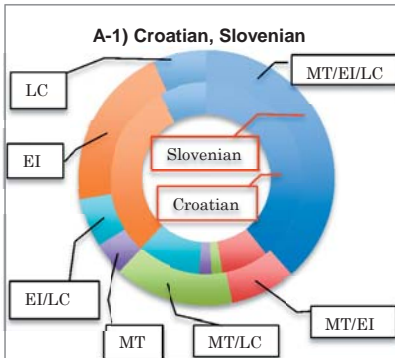 A-1) Croatian, Slovenian
LC
MT/EI/LC
EI
Slovenian
Croatian
EI/LC
MT
MT/LC
MT/EI